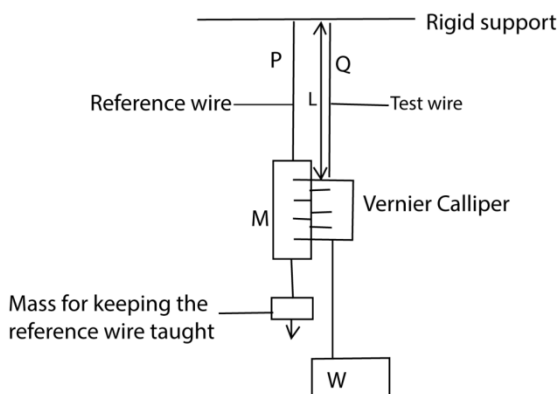 Rigid support
P
Q
Reference wire
L
Test wire
M
Vernier Calliper
Mass for keeping the
reference wire taught
W